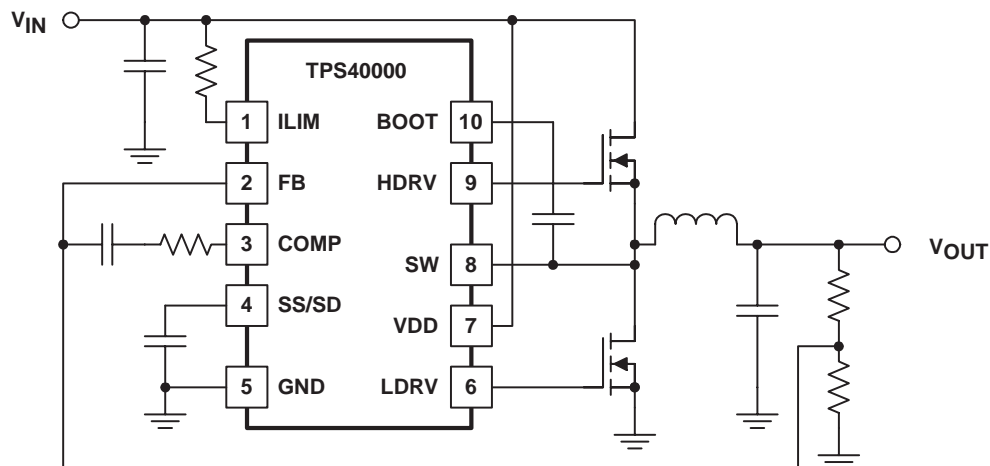 VIN
TPS40000
1 ILIM BOOT 10
2 FB HDRV 9
3 COMP
SW 8
VOUT
4 SS/SD
VDD 7
5 GND LDRV 6